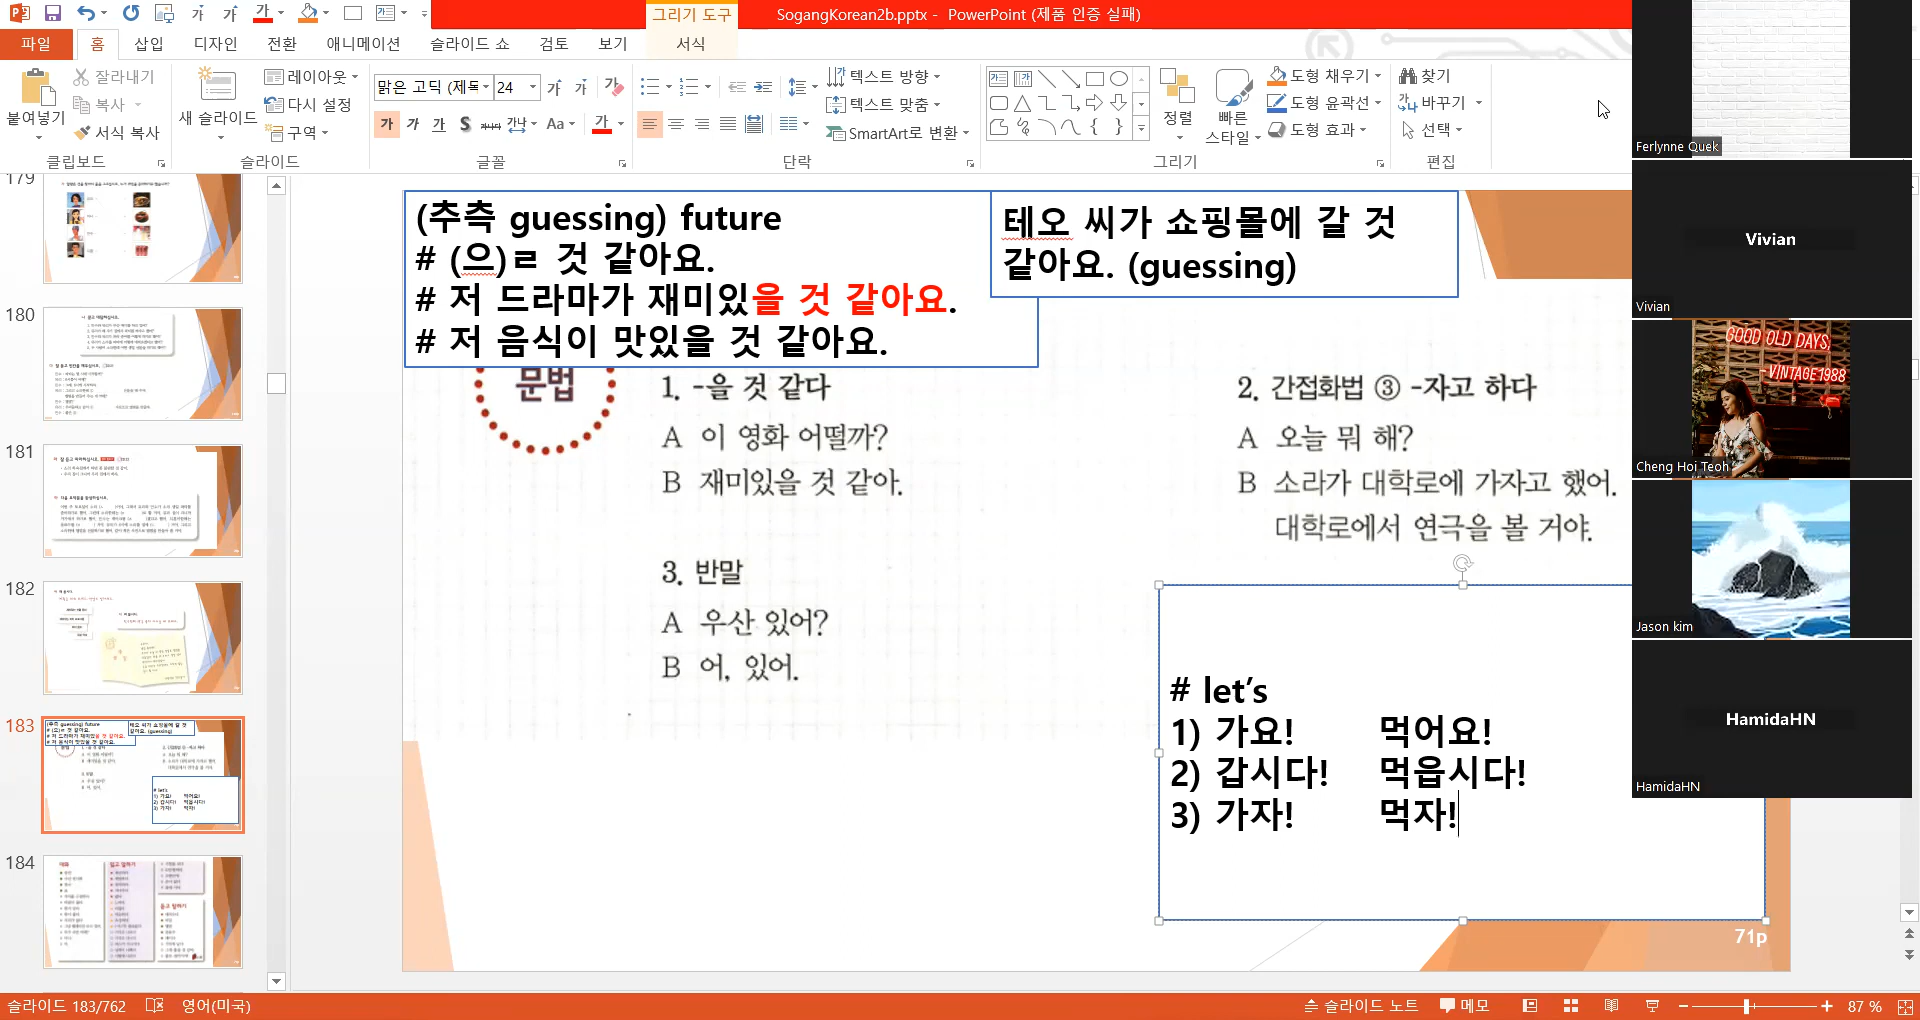 SogangKorean2b.pptx - PowerPoint (제품 인증 실패)
그리기 도구
파일 홈 삽입 디자인 전환 애니메이션 슬라이드 쇼 검토 보기 서식
붙여넣기
잘라내기
복사
서식 복사
클립보드
새 슬라이드
레이아웃
다시 설정
구역
슬라이드
맑은 고딕 (제목 24
글꼴
텍스트 방향
텍스트 맞춤
SmartArt로 변환
단락
정렬
빠른 스타일
도형 채우기
도형 윤곽선
도형 효과
그리기
찾기
바꾸기
선택
편집
179
180
181
182
183
184
(추측 guessing) future
# (으)ㄹ 것 같아요.
# 저 드라마가 재미있을 것 같아요.
# 저 음식이 맛있을 것 같아요.
테오 씨가 쇼핑몰에 갈 것
같아요. (guessing)
문법
1. -을 것 같다
A 이 영화 어떨까?
B 재미있을 것 같아.
2. 간접화법 ③ -자고 하다
A 오늘 뭐 해?
B 소라가 대학로에 가자고 했어.
대학로에서 연극을 볼 거야.
3. 반말
A 우산 있어?
B 어, 있어.
# let’s
1) 가요! 먹어요!
2) 갑시다! 먹읍시다!
3) 가자! 먹자!
71p
Ferlynne Quek
Vivian
Vivian
GOOD OLD DAYS,
-VINTAGE1988
Cheng Hoi Teoh
Jason kim
HamidaHN
HamidaHN
슬라이드 183/762 영어(미국)
슬라이드 노트 메모 87 %